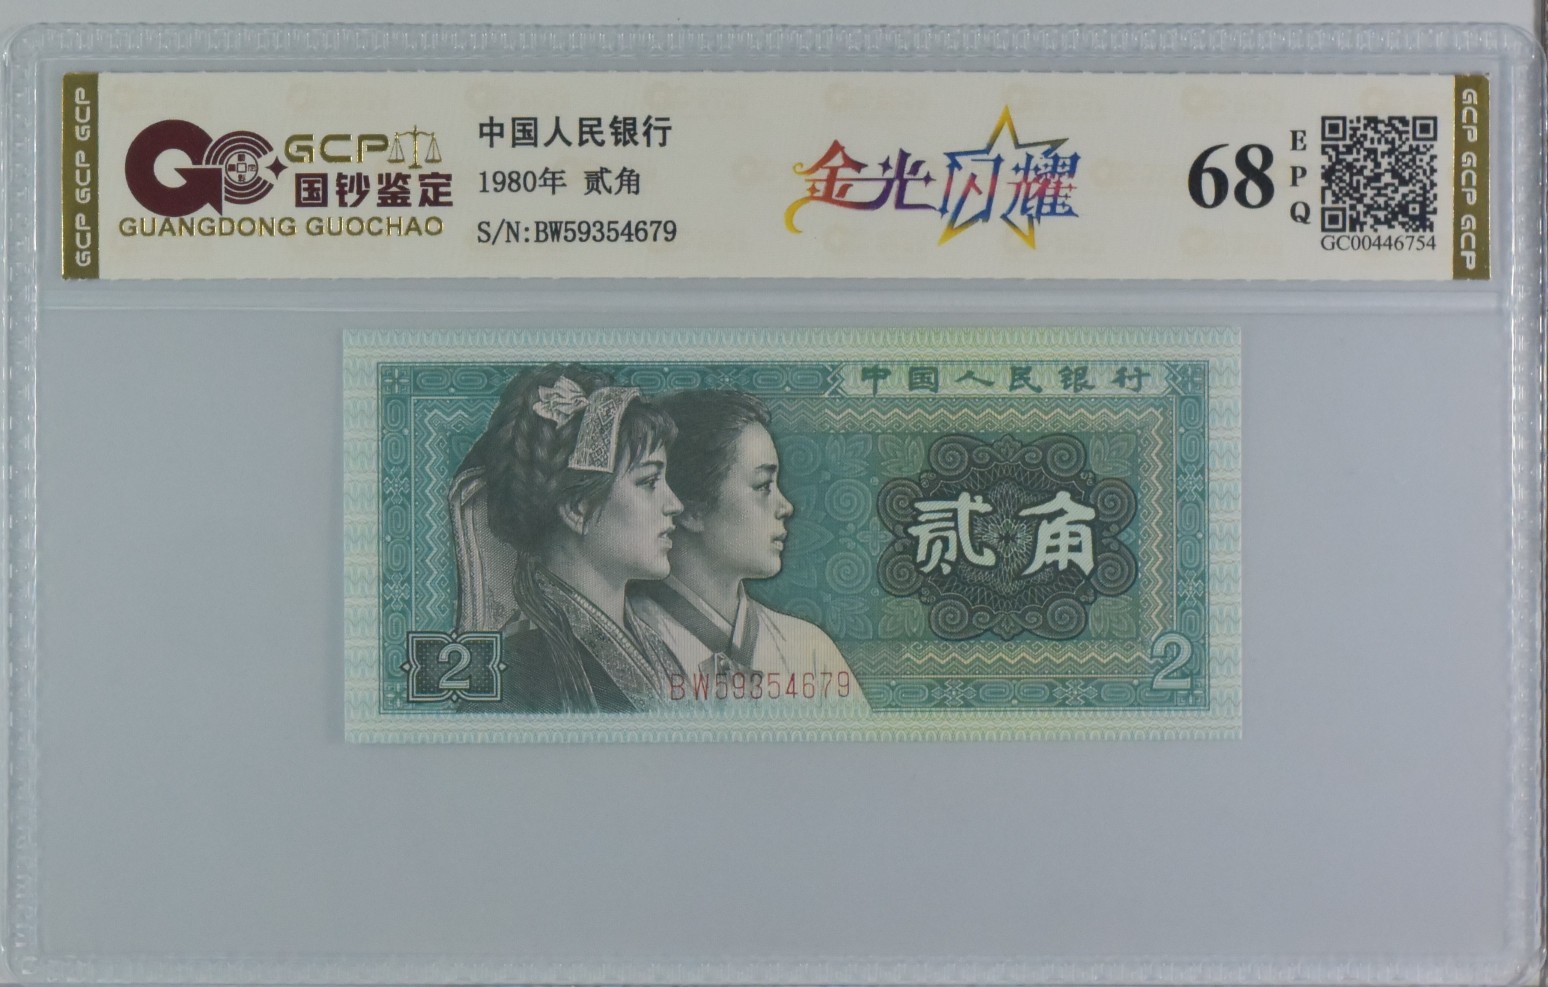 GCP GCP GCP
GCP
国钞鉴定
GUANGDONG GUOCHAO
中国人民银行
1980年 贰角
S/N:BW59354679
金光闪耀
68
EPQ
GC00446754
GCP GCP GCP
中国人民银行
贰角
2
BW59354679
2